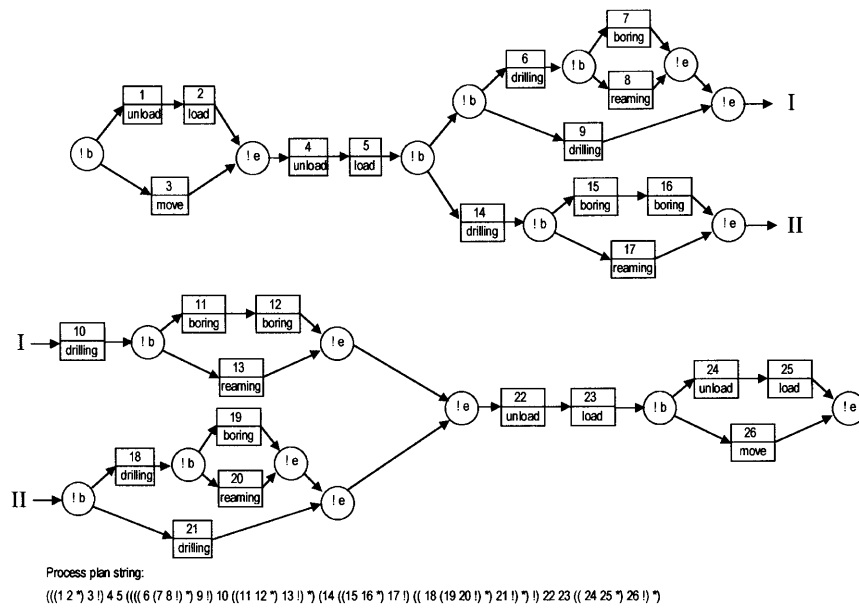 7
boring
6
drilling
! b
! e
8
reaming
1
unload
2
load
! b
! e
I
9
drilling
! b
! e
4
unload
5
load
! b
3
move
15
boring
16
boring
14
drilling
! b
! e
II
17
reaming
11
boring
12
boring
I
10
drilling
! b
! e
13
reaming
24
unload
25
load
! e
22
unload
23
load
! b
! e
19
boring
26
move
18
drilling
! b
! e
20
reaming
II
! b
! e
21
drilling
Process plan string:
(((1 2 ") 3 !) 4 5 (((( 6 (7 8 !) ") 9 !) 10 ((11 12 ") 13 !) ") (14 ((15 16 ") 17 !) (( 18 (19 20 !) ") 21 !) ") !) 22 23 (( 24 25 ") 26 !) ")